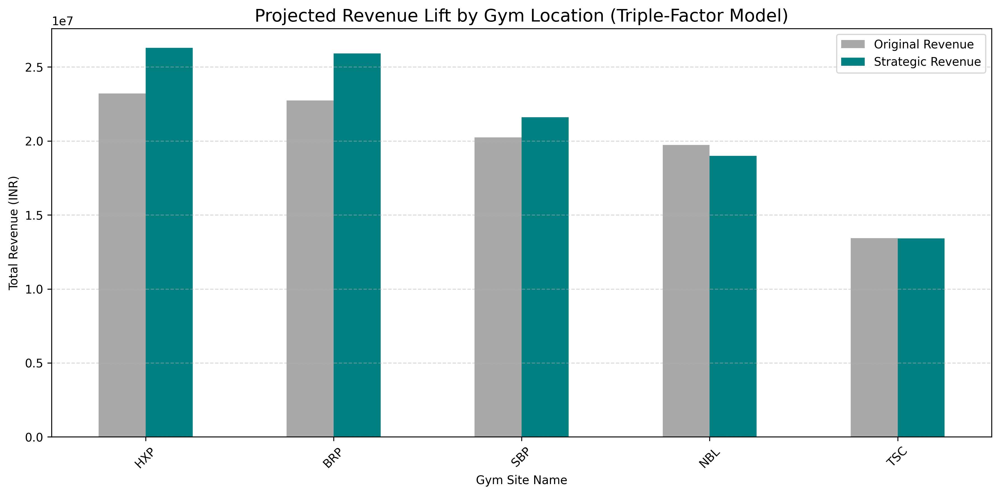 Projected Revenue Lift by Gym Location (Triple-Factor Model)
1e7
Original Revenue
Strategic Revenue
2.5
2.0
1.5
1.0
0.5
0.0
Total Revenue (INR)
HXP BRP SBP NBL TSC
Gym Site Name